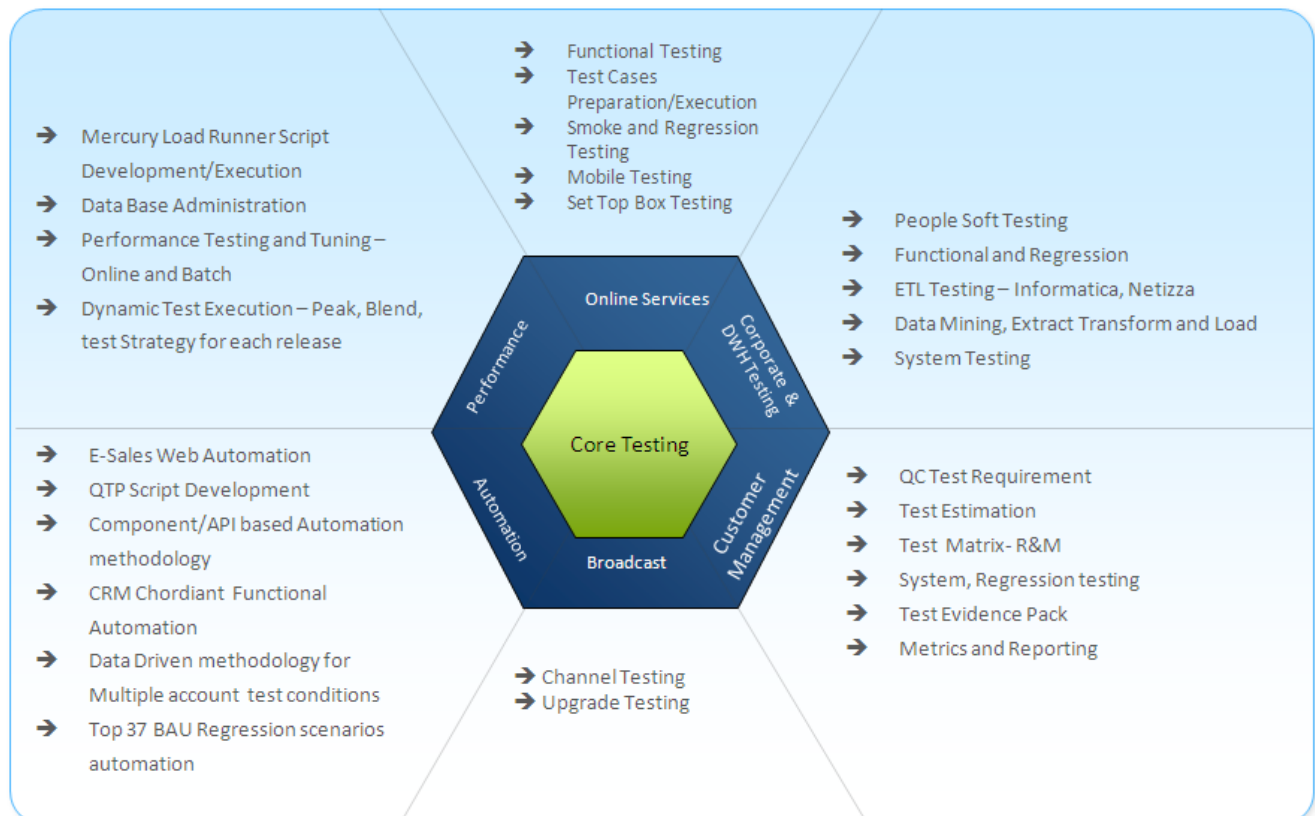 Functional Testing
Test Cases
Preparation/Execution
Smoke and Regression
Testing
Mobile Testing
Set Top Box Testing
Mercury Load Runner Script
Development/Execution
Data Base Administration
Performance Testing and Tuning –
Online and Batch
Dynamic Test Execution – Peak, Blend,
test Strategy for each release
People Soft Testing
Functional and Regression
ETL Testing – Informatica, Netizza
Data Mining, Extract Transform and Load
System Testing
Online Services
Performance
Corporate &
DWH Testing
Core Testing
Automation
Broadcast
Customer
Management
E-Sales Web Automation
QTP Script Development
Component/API based Automation
methodology
CRM Chordiant Functional
Automation
Data Driven methodology for
Multiple account test conditions
Top 37 BAU Regression scenarios
automation
QC Test Requirement
Test Estimation
Test Matrix- R&M
System, Regression testing
Test Evidence Pack
Metrics and Reporting
Channel Testing
Upgrade Testing